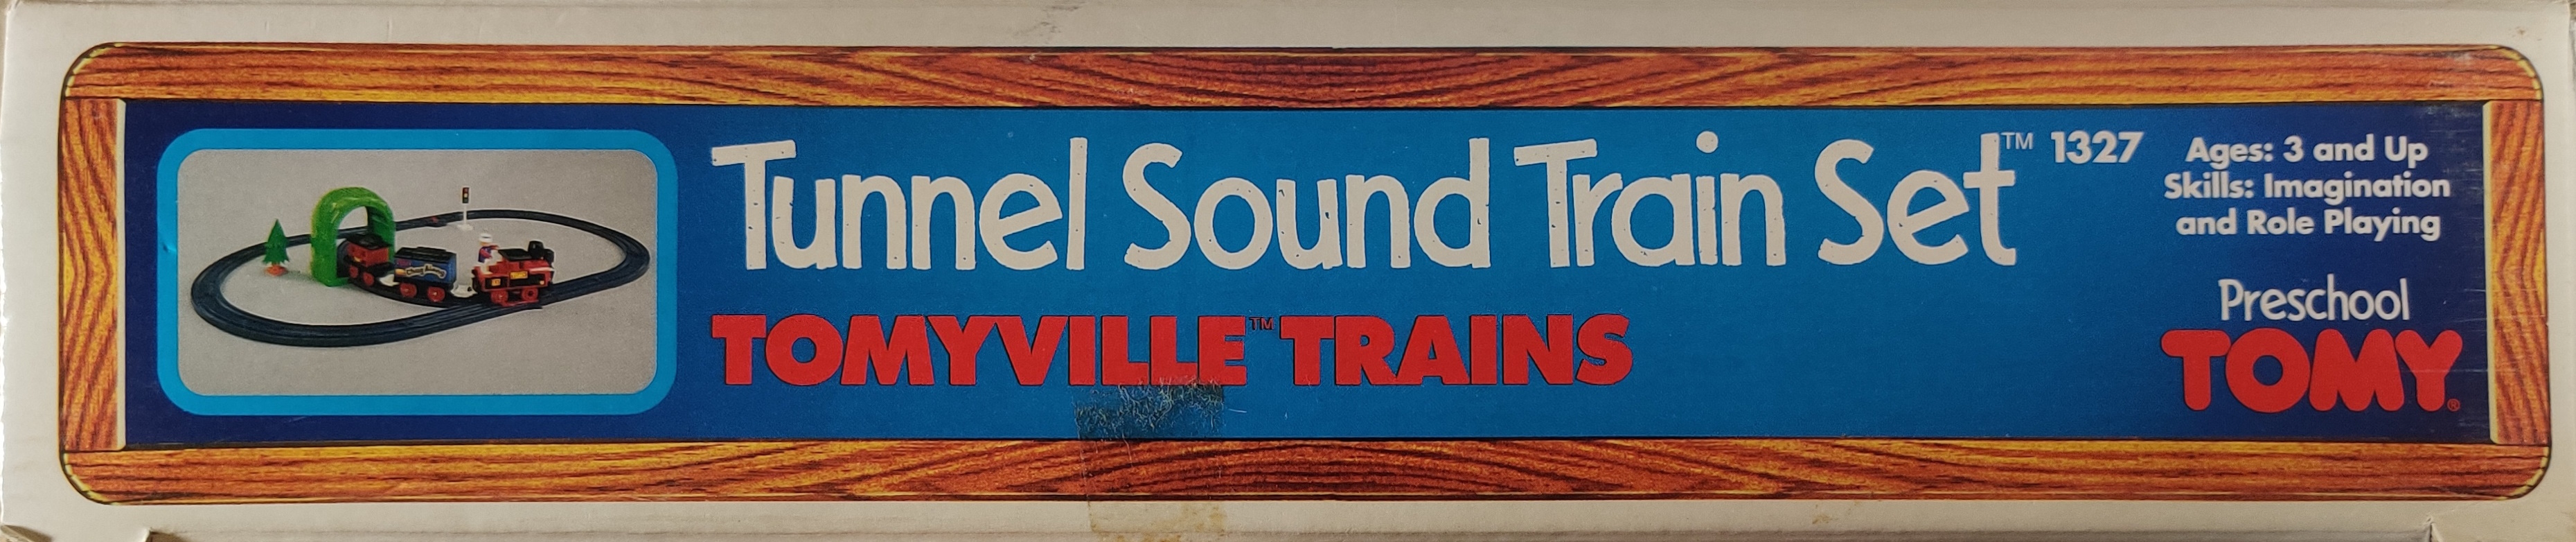 Tunnel Sound Train Set™ 1327
TOMYVILLE™ TRAINS
Ages: 3 and Up
Skills: Imagination
and Role Playing
Preschool
TOMY®